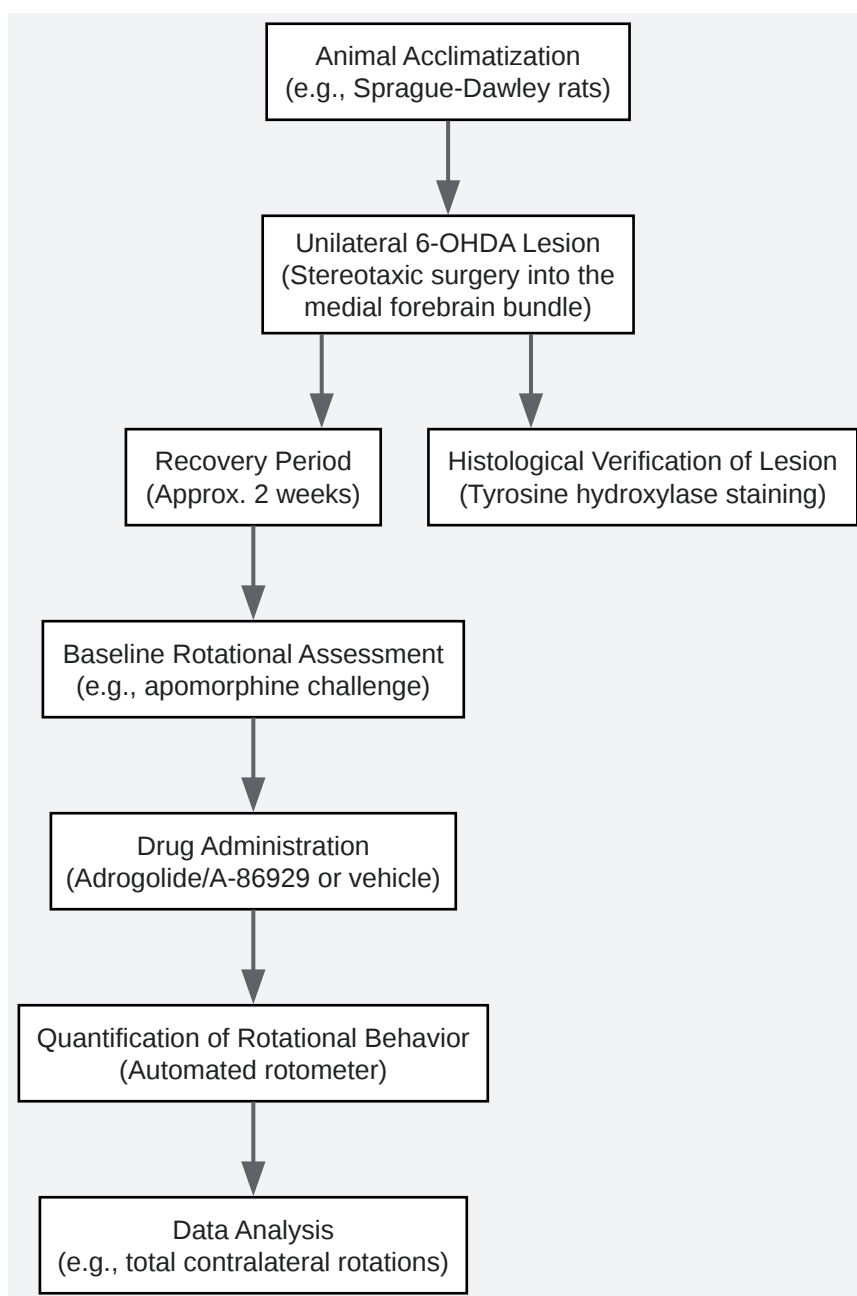 Animal Acclimatization
(e.g., Sprague-Dawley rats)
Unilateral 6-OHDA Lesion
(Stereotaxic surgery into the
medial forebrain bundle)
Recovery Period
(Approx. 2 weeks)
Histological Verification of Lesion
(Tyrosine hydroxylase staining)
Baseline Rotational Assessment
(e.g., apomorphine challenge)
Drug Administration
(Adrogolide/A-86929 or vehicle)
Quantification of Rotational Behavior
(Automated rotometer)
Data Analysis
(e.g., total contralateral rotations)